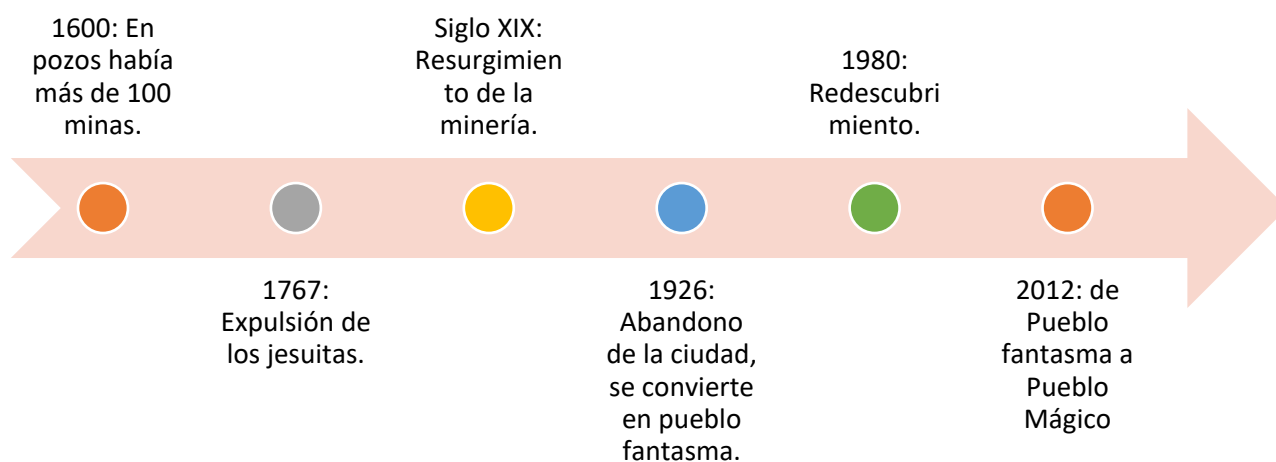 1600: En
pozos había
más de 100
minas.
1767:
Expulsión de
los jesuitas.
Siglo XIX:
Resurgimien
to de la
minería.
1926:
Abandono
de la ciudad,
se convierte
en pueblo
fantasma.
1980:
Redescubri
miento.
2012: de
Pueblo
fantasma a
Pueblo
Mágico